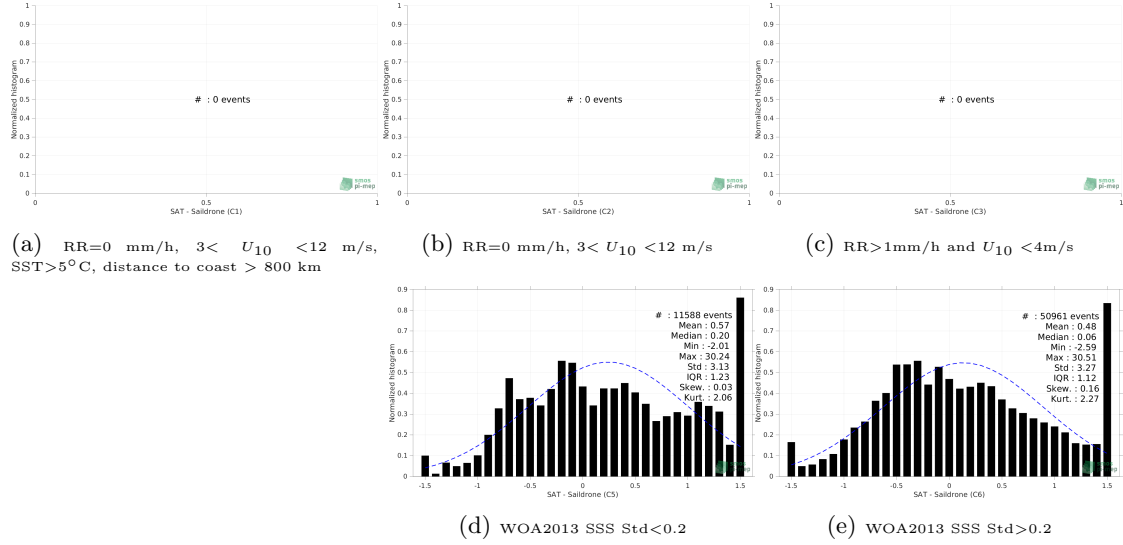 1
0.9
0.8
0.7
0.6
0.5
0.4
0.3
0.2
0.1
0
Normalized histogram
# : 0 events
smos
pi-mep
0 0.5 1
SAT - Saildrone (C1)
1
0.9
0.8
0.7
0.6
0.5
0.4
0.3
0.2
0.1
0
Normalized histogram
# : 0 events
smos
pi-mep
0 0.5 1
SAT - Saildrone (C2)
1
0.9
0.8
0.7
0.6
0.5
0.4
0.3
0.2
0.1
0
Normalized histogram
# : 0 events
smos
pi-mep
0 0.5 1
SAT - Saildrone (C3)
(a) RR=0 mm/h, 3< U10 <12 m/s,
SST>5°C, distance to coast > 800 km
(b) RR=0 mm/h, 3< U10 <12 m/s
(c) RR>1mm/h and U10 <4m/s
0.9
0.8
0.7
0.6
0.5
0.4
0.3
0.2
0.1
0
Normalized histogram
# : 11588 events
Mean : 0.57
Median : 0.20
Min : -2.01
Max : 30.24
Std : 3.13
IQR : 1.23
Skew. : 0.03
Kurt. : 2.06
smos
pi-mep
-1.5 -1 -0.5 0 0.5 1 1.5
SAT - Saildrone (C5)
0.9
0.8
0.7
0.6
0.5
0.4
0.3
0.2
0.1
0
Normalized histogram
# : 50961 events
Mean : 0.48
Median : 0.06
Min : -2.59
Max : 30.51
Std : 3.27
IQR : 1.12
Skew. : 0.16
Kurt. : 2.27
smos
pi-mep
-1.5 -1 -0.5 0 0.5 1 1.5
SAT - Saildrone (C6)
(d) WOA2013 SSS Std<0.2
(e) WOA2013 SSS Std>0.2